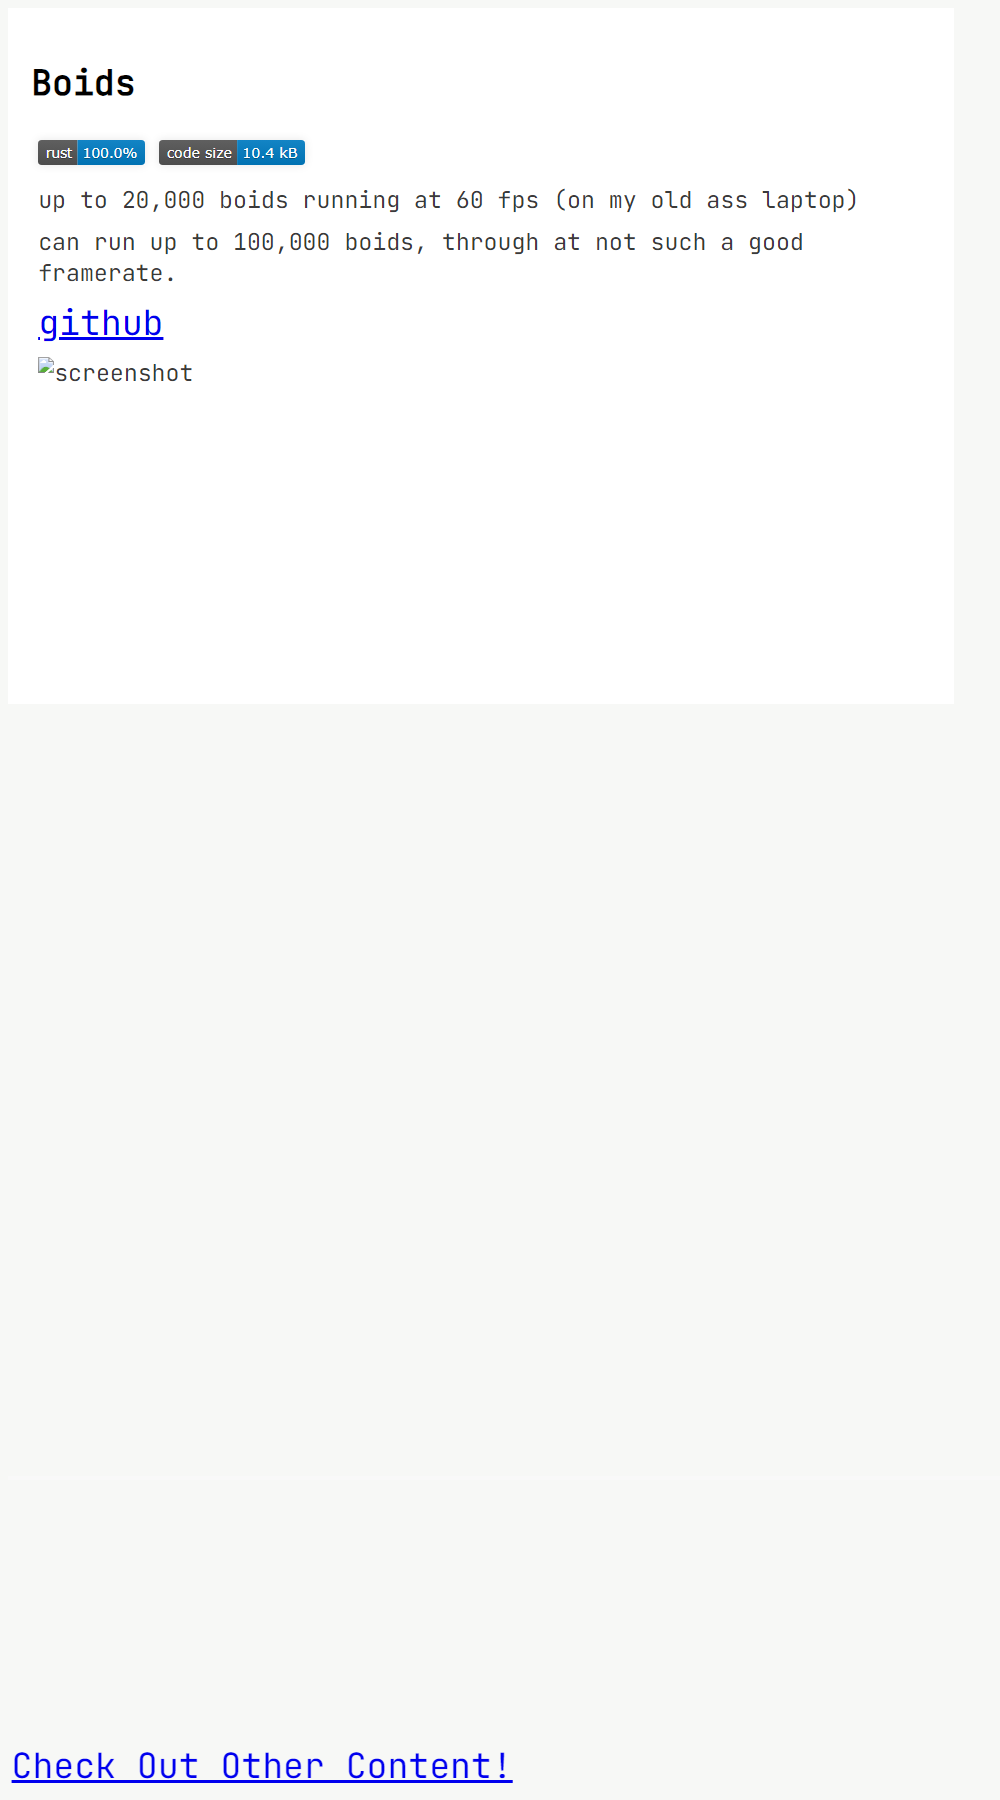 Boids
rust 100.0% code size 10.4 kB
up to 20,000 boids running at 60 fps (on my old ass laptop)
can run up to 100,000 boids, through at not such a good
framerate.
github
screenshot
Check Out Other Content!